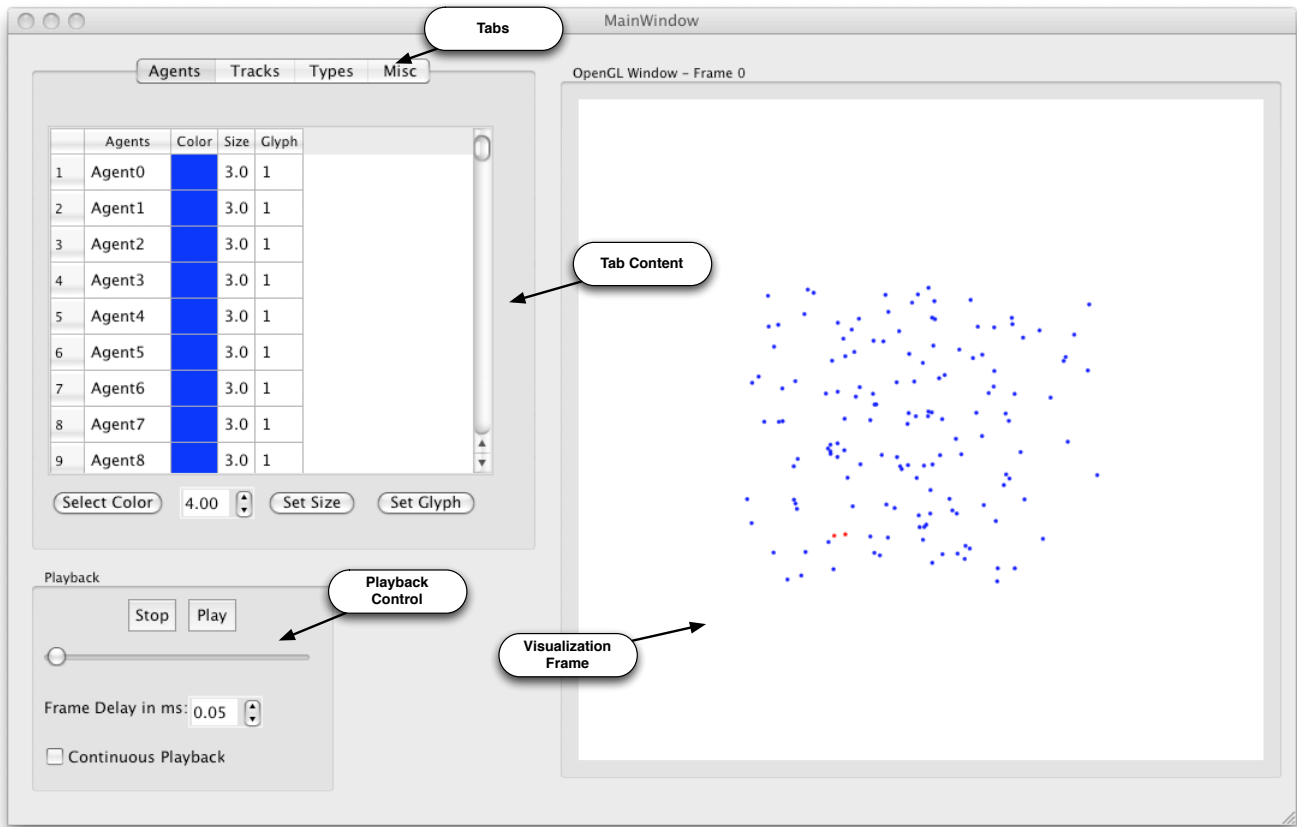 MainWindow
Tabs
Agents Tracks Types Misc
Agents Color Size Glyph
1 Agent0 3.0 1
2 Agent1 3.0 1
3 Agent2 3.0 1
4 Agent3 3.0 1
5 Agent4 3.0 1
6 Agent5 3.0 1
7 Agent6 3.0 1
8 Agent7 3.0 1
9 Agent8 3.0 1
Select Color 4.00 Set Size Set Glyph
Tab Content
Playback
Stop Play
Playback
Control
Frame Delay in ms: 0.05
Continuous Playback
OpenGL Window - Frame 0
Visualization
Frame